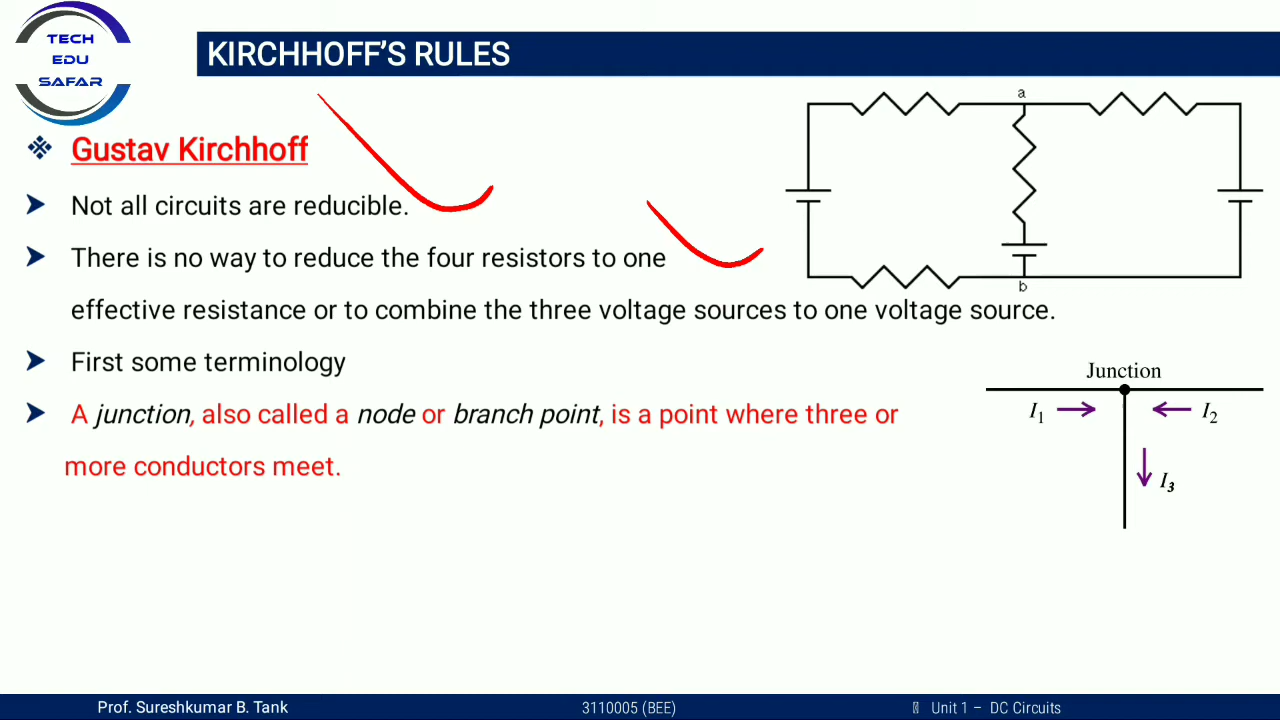 TECH
EDU
SAFAR
KIRCHHOFF'S RULES
Gustav Kirchhoff
Not all circuits are reducible.
There is no way to reduce the four resistors to one
effective resistance or to combine the three voltage sources to one voltage source.
First some terminology
A junction, also called a node or branch point, is a point where three or
more conductors meet.
a
b
Junction
I₁
I₂
I₃
Prof. Sureshkumar B. Tank
3110005 (BEE)
Unit 1 – DC Circuits